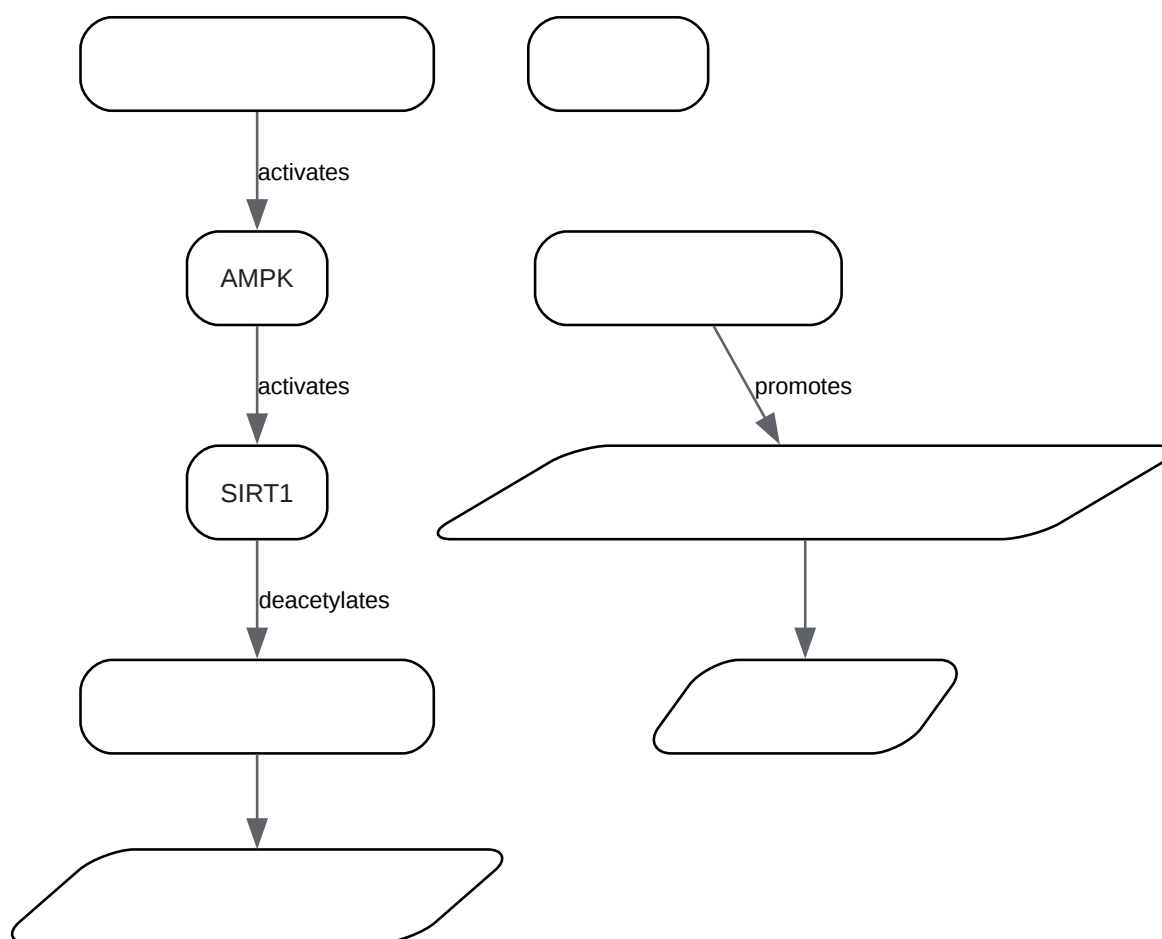 activates
AMPK
activates
promotes
SIRT1
deacetylates